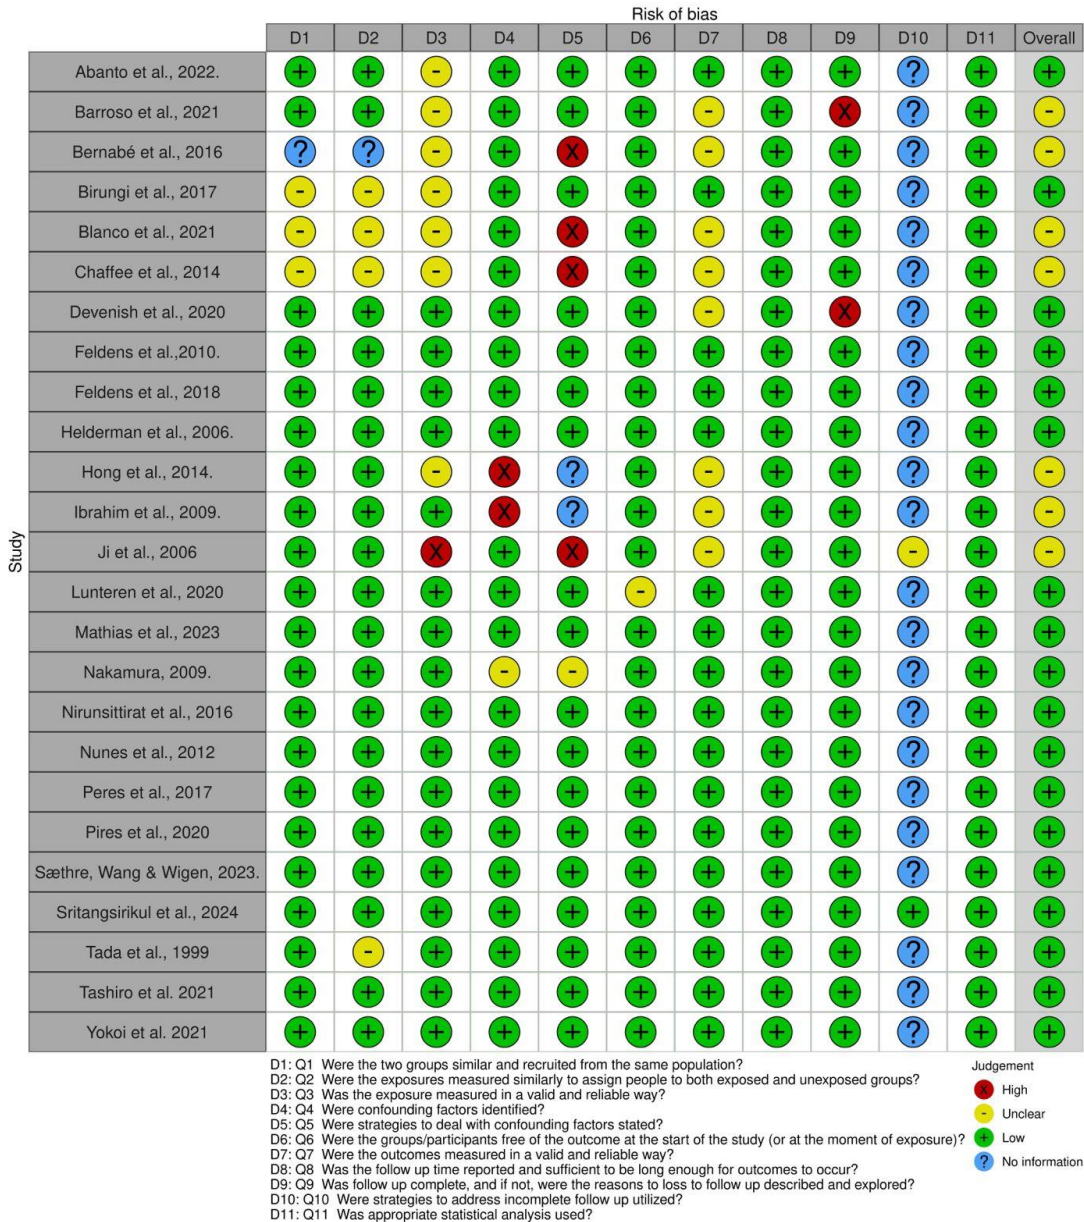 Risk of bias
D1 D2 D3 D4 D5 D6 D7 D8 D9 D10 D11 Overall
Study
Abanto et al., 2022. + + - + + + + + + ? + +
Barroso et al., 2021 + + - + + + - + X ? + -
Bernabé et al., 2016 ? ? - + X + - + + ? + -
Birungi et al., 2017 - - - + + + + + + ? + +
Blanco et al., 2021 - - - + X + - + + ? + -
Chaffee et al., 2014 - - - + X + - + + ? + -
Devenish et al., 2020 + + + + + + - + X ? + +
Feldens et al.,2010. + + + + + + + + + ? + +
Feldens et al., 2018 + + + + + + + + + ? + +
Helderman et al., 2006. + + + + + + + + + ? + +
Hong et al., 2014. + + - X ? + - + + ? + -
Ibrahim et al., 2009. + + + X ? + - + + ? + -
Ji et al., 2006 + + X + X + - + + - + -
Lunteren et al., 2020 + + + + + - + + + ? + +
Mathias et al., 2023 + + + + + + + + + ? + +
Nakamura, 2009. + + + - - + + + + ? + +
Nirunsittirat et al., 2016 + + + + + + + + + ? + +
Nunes et al., 2012 + + + + + + + + + ? + +
Peres et al., 2017 + + + + + + + + + ? + +
Pires et al., 2020 + + + + + + + + + ? + +
Sæthre, Wang & Wigen, 2023. + + + + + + + + + ? + +
Sritangsirikul et al., 2024 + + + + + + + + + + + +
Tada et al., 1999 + - + + + + + + + ? + +
Tashiro et al. 2021 + + + + + + + + + ? + +
Yokoi et al. 2021 + + + + + + + + + ? + +
D1: Q1 Were the two groups similar and recruited from the same population?
D2: Q2 Were the exposures measured similarly to assign people to both exposed and unexposed groups?
D3: Q3 Was the exposure measured in a valid and reliable way?
D4: Q4 Were confounding factors identified?
D5: Q5 Were strategies to deal with confounding factors stated?
D6: Q6 Were the groups/participants free of the outcome at the start of the study (or at the moment of exposure)?
D7: Q7 Were the outcomes measured in a valid and reliable way?
D8: Q8 Was the follow up time reported and sufficient to be long enough for outcomes to occur?
D9: Q9 Was follow up complete, and if not, were the reasons to loss to follow up described and explored?
D10: Q10 Were strategies to address incomplete follow up utilized?
D11: Q11 Was appropriate statistical analysis used?
Judgement
X High
- Unclear
+ Low
? No information